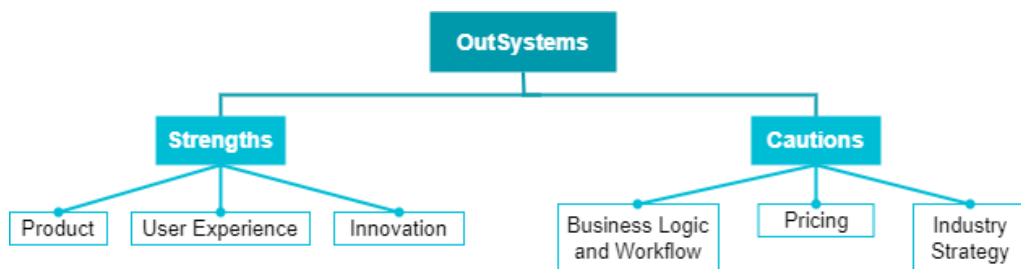 OutSystems
Strengths
Cautions
Product
User Experience
Innovation
Business Logic
and Workflow
Pricing
Industry
Strategy